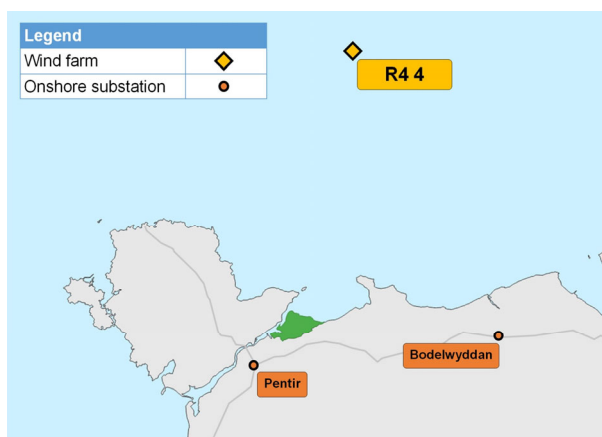 Legend
Wind farm
Onshore substation
R4 4
Bodelwyddan
Pentir